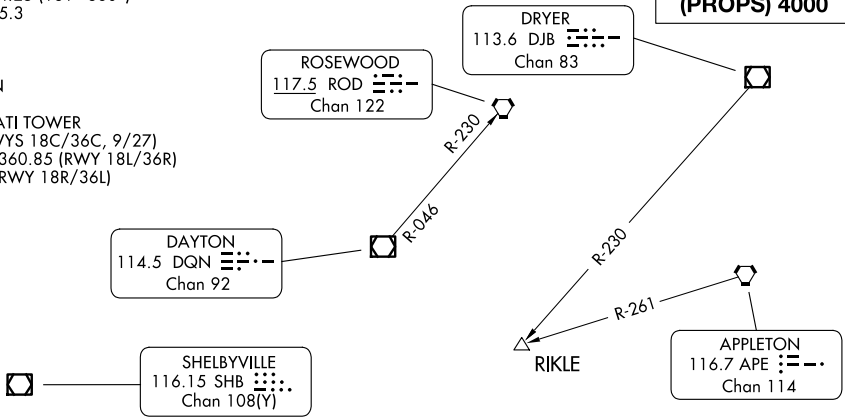 5.3
N
ATI TOWER
YS 18C/36C, 9/27)
360.85 (RWY 18L/36R)
RWY 18R/36L)
(PROPS) 4000
DRYER
113.6 DJB
Chan 83
ROSEWOOD
117.5 ROD
Chan 122
R-230
R-046
DAYTON
114.5 DQN
Chan 92
R-230
R-261
RIKLE
APPLETON
116.7 APE
Chan 114
SHELBYVILLE
116.15 SHB
Chan 108(Y)